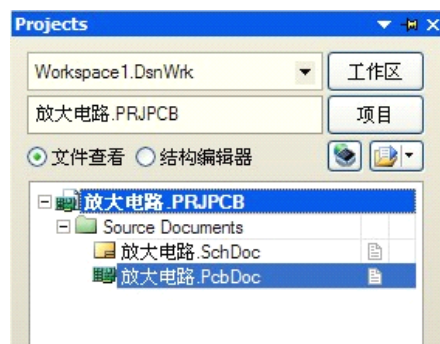 Projects
Workspace1.DsnWrk 工作区
放大电路.PRJPCB 项目
文件查看 结构编辑器
放大电路.PRJPCB
Source Documents
放大电路.SchDoc
放大电路.PcbDoc